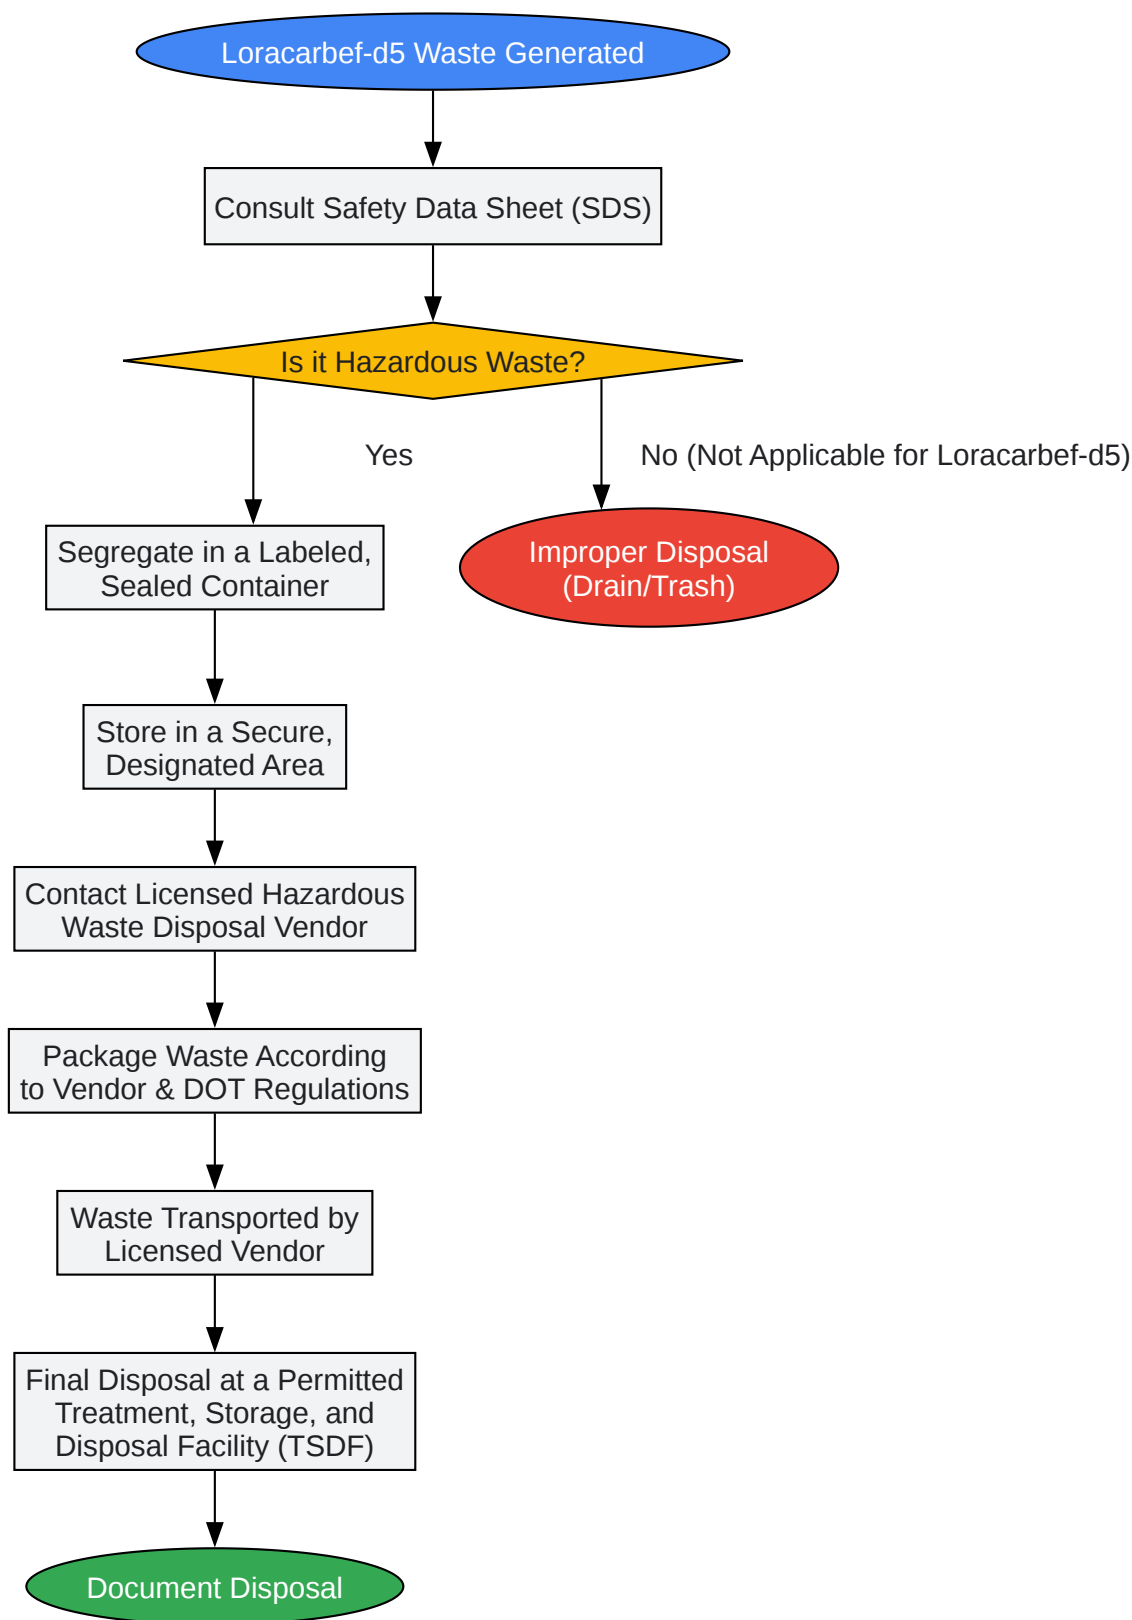 Loracarbef-d5 Waste Generated
Consult Safety Data Sheet (SDS)
Is it Hazardous Waste?
Yes
No (Not Applicable for Loracarbef-d5)
Segregate in a Labeled,
Sealed Container
Improper Disposal
(Drain/Trash)
Store in a Secure,
Designated Area
Contact Licensed Hazardous
Waste Disposal Vendor
Package Waste According
to Vendor & DOT Regulations
Waste Transported by
Licensed Vendor
Final Disposal at a Permitted
Treatment, Storage, and
Disposal Facility (TSDF)
Document Disposal